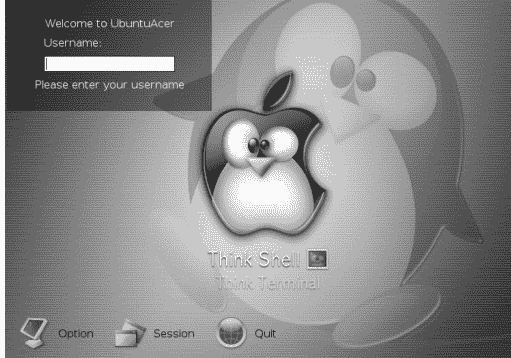 Welcome to UbuntuAcer
Username:
Please enter your username
Think Shell
Think Terminal
Option
Session
Quit